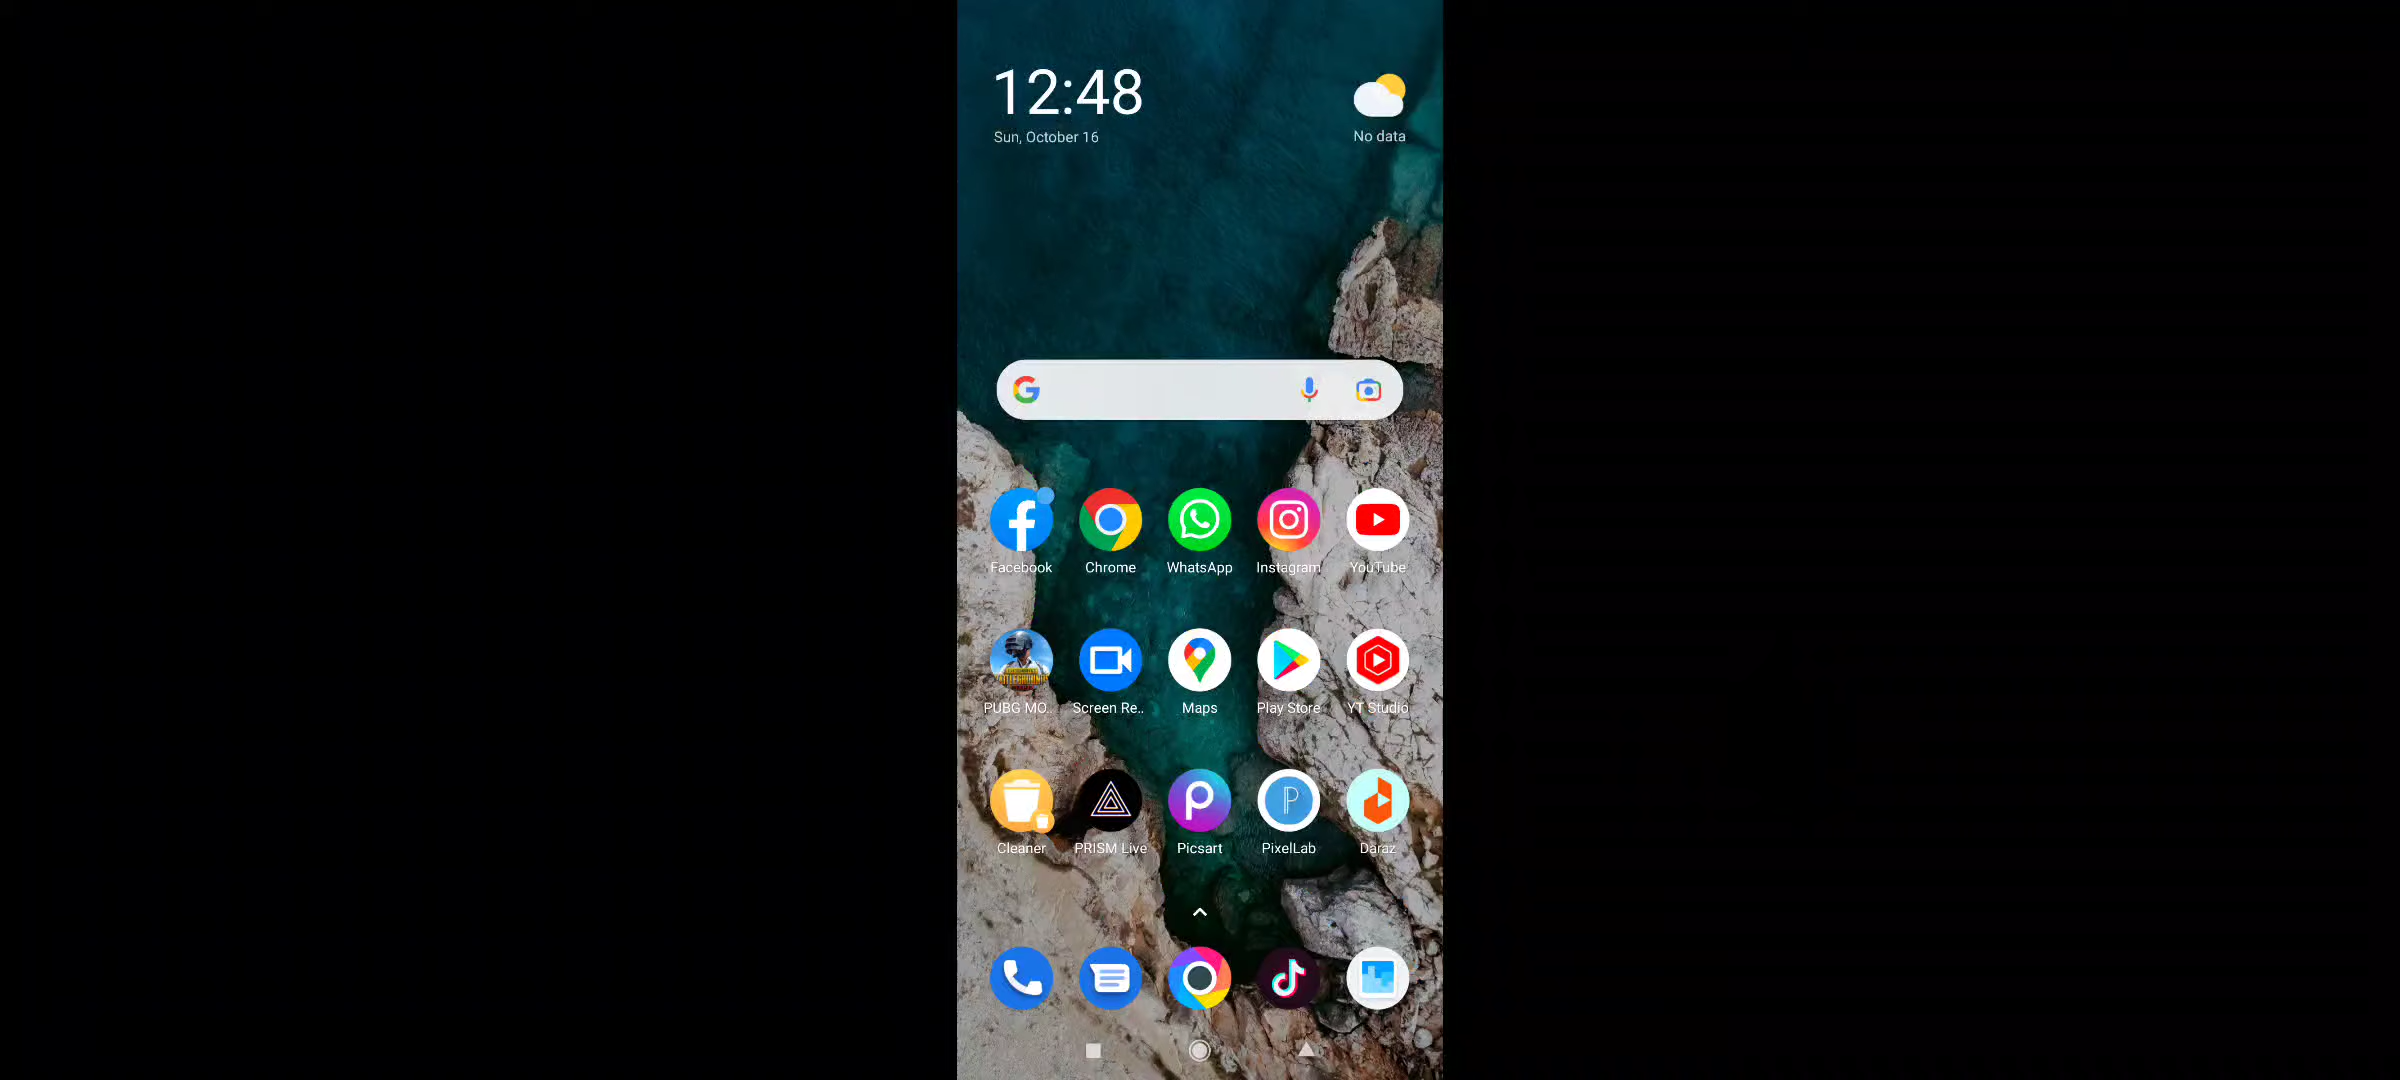 12:48
Sun, October 16
No data
Facebook
Chrome
WhatsApp
Instagram
YouTube
PUBG MO..
Screen Re..
Maps
Play Store
YT Studio
Cleaner
PRISM Live
Picsart
PixelLab
Daraz